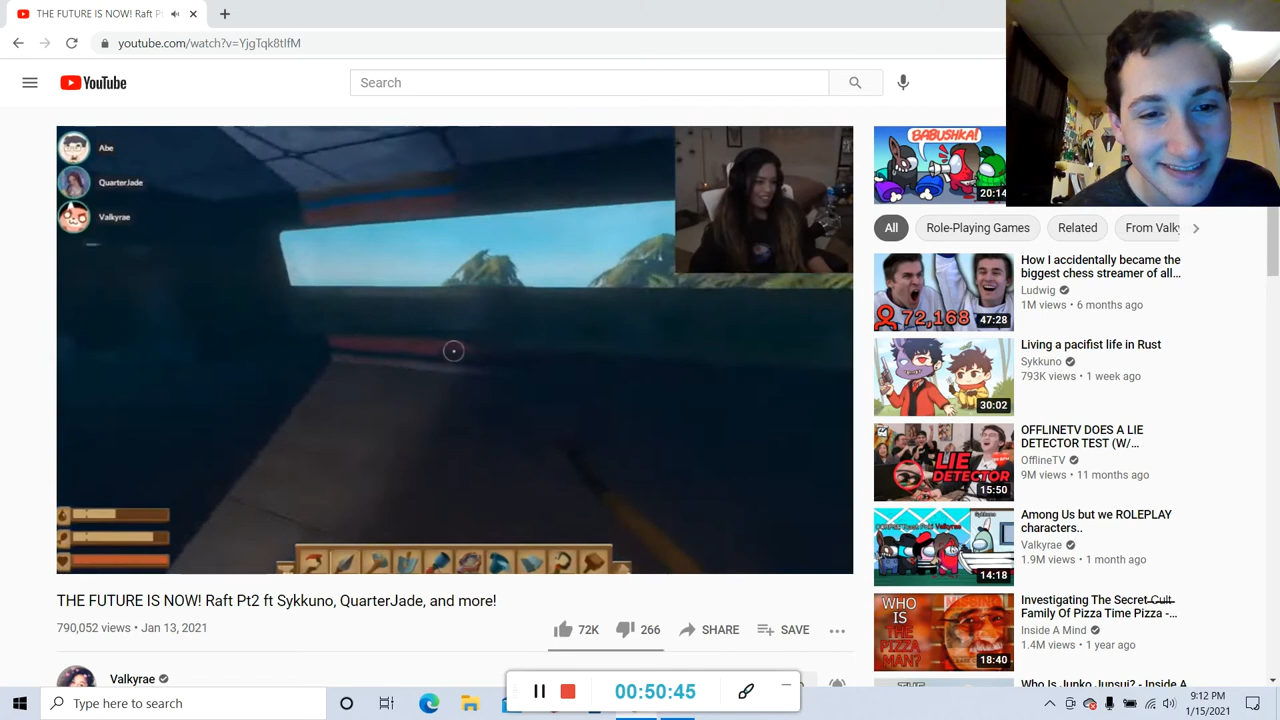 THE FUTURE IS NOW! Raft P
youtube.com/watch?v=YjgTqk8tIfM
YouTube
Search
Abe
QuarterJade
Valkyrae
BABUSHKA!
20:14
All
Role-Playing Games
Related
From Valky
72,168
47:28
How I accidentally became the
biggest chess streamer of all...
Ludwig
1M views • 6 months ago
30:02
Living a pacifist life in Rust
Sykkuno
793K views • 1 week ago
LIE
DETECTOR
15:50
OFFLINETV DOES A LIE
DETECTOR TEST (W/...
OfflineTV
9M views • 11 months ago
14:18
Among Us but we ROLEPLAY
characters..
Valkyrae
1.9M views • 1 month ago
WHO
IS
THE
PIZZA
MAN?
MISSING
18:40
Investigating The Secret Cult
Family Of Pizza Time Pizza -...
Inside A Mind
1.4M views • 1 year ago
Who Is Junko Junsui? - Inside A
THE FUTURE IS NOW! Raft Pt2 ft Sykkuno, QuarterJade, and more!
790,052 views • Jan 13, 2021
72K
266
SHARE
SAVE
Valkyrae
00:50:45
Type here to search
9:12 PM
1/15/2021